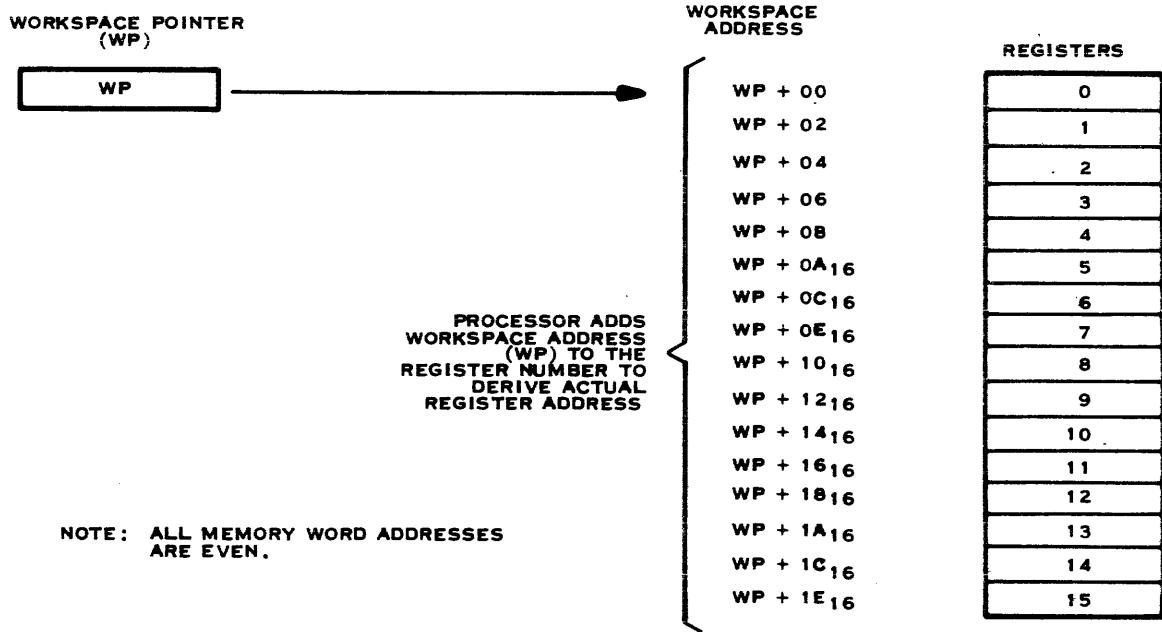 WORKSPACE POINTER
(WP)
WP
WORKSPACE
ADDRESS
REGISTERS
WP + 00
0
WP + 02
1
WP + 04
2
WP + 06
3
WP + 08
4
WP + 0A16
5
WP + 0C16
6
WP + 0E16
7
WP + 1016
8
WP + 1216
9
WP + 1416
10
WP + 1616
11
WP + 1816
12
WP + 1A16
13
WP + 1C16
14
WP + 1E16
15
PROCESSOR ADDS
WORKSPACE ADDRESS
(WP) TO THE
REGISTER NUMBER TO
DERIVE ACTUAL
REGISTER ADDRESS
NOTE: ALL MEMORY WORD ADDRESSES
ARE EVEN.